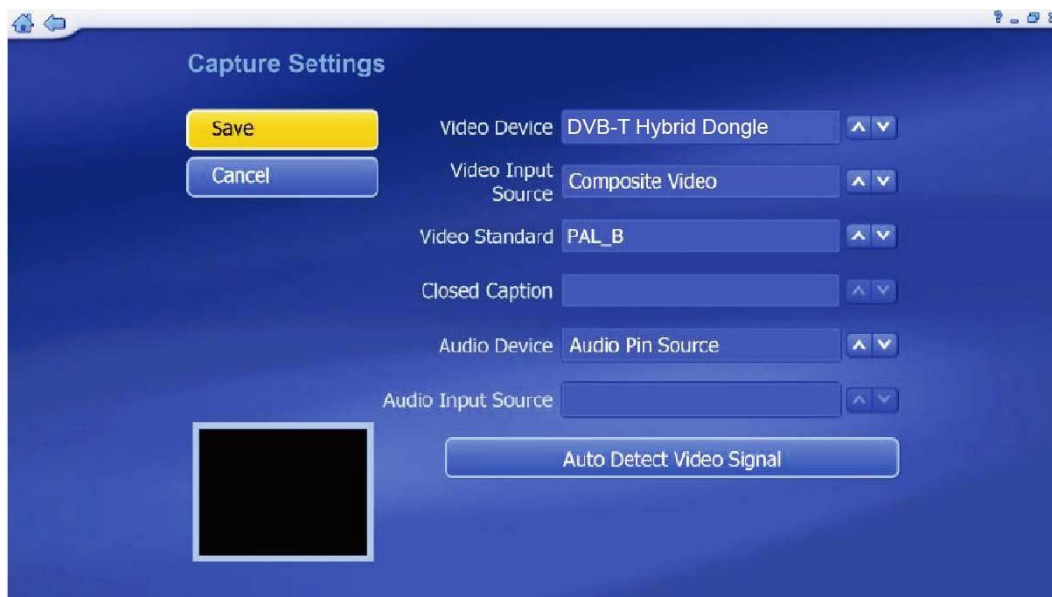 Capture Settings
Save
Cancel
Video Device DVB-T Hybrid Dongle
Video Input
Source Composite Video
Video Standard PAL_B
Closed Caption
Audio Device Audio Pin Source
Audio Input Source
Auto Detect Video Signal